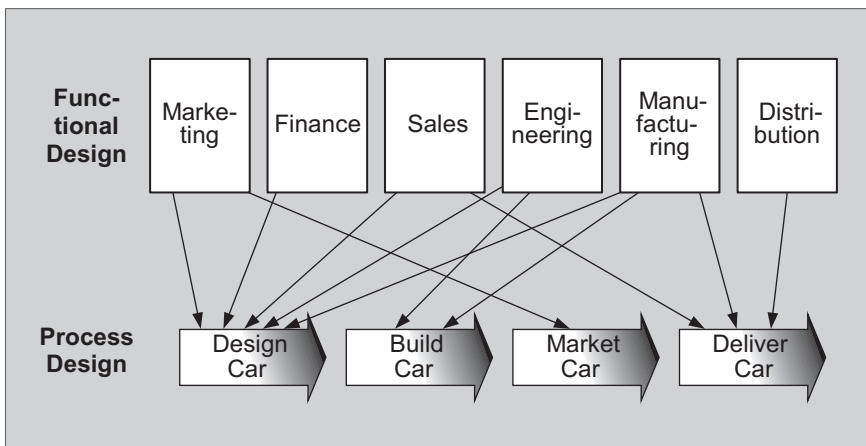 Func-
tional
Design
Marke-
ting
Finance
Sales
Engi-
neering
Manu-
factu-
ring
Distri-
bution
Process
Design
Design
Car
Build
Car
Market
Car
Deliver
Car